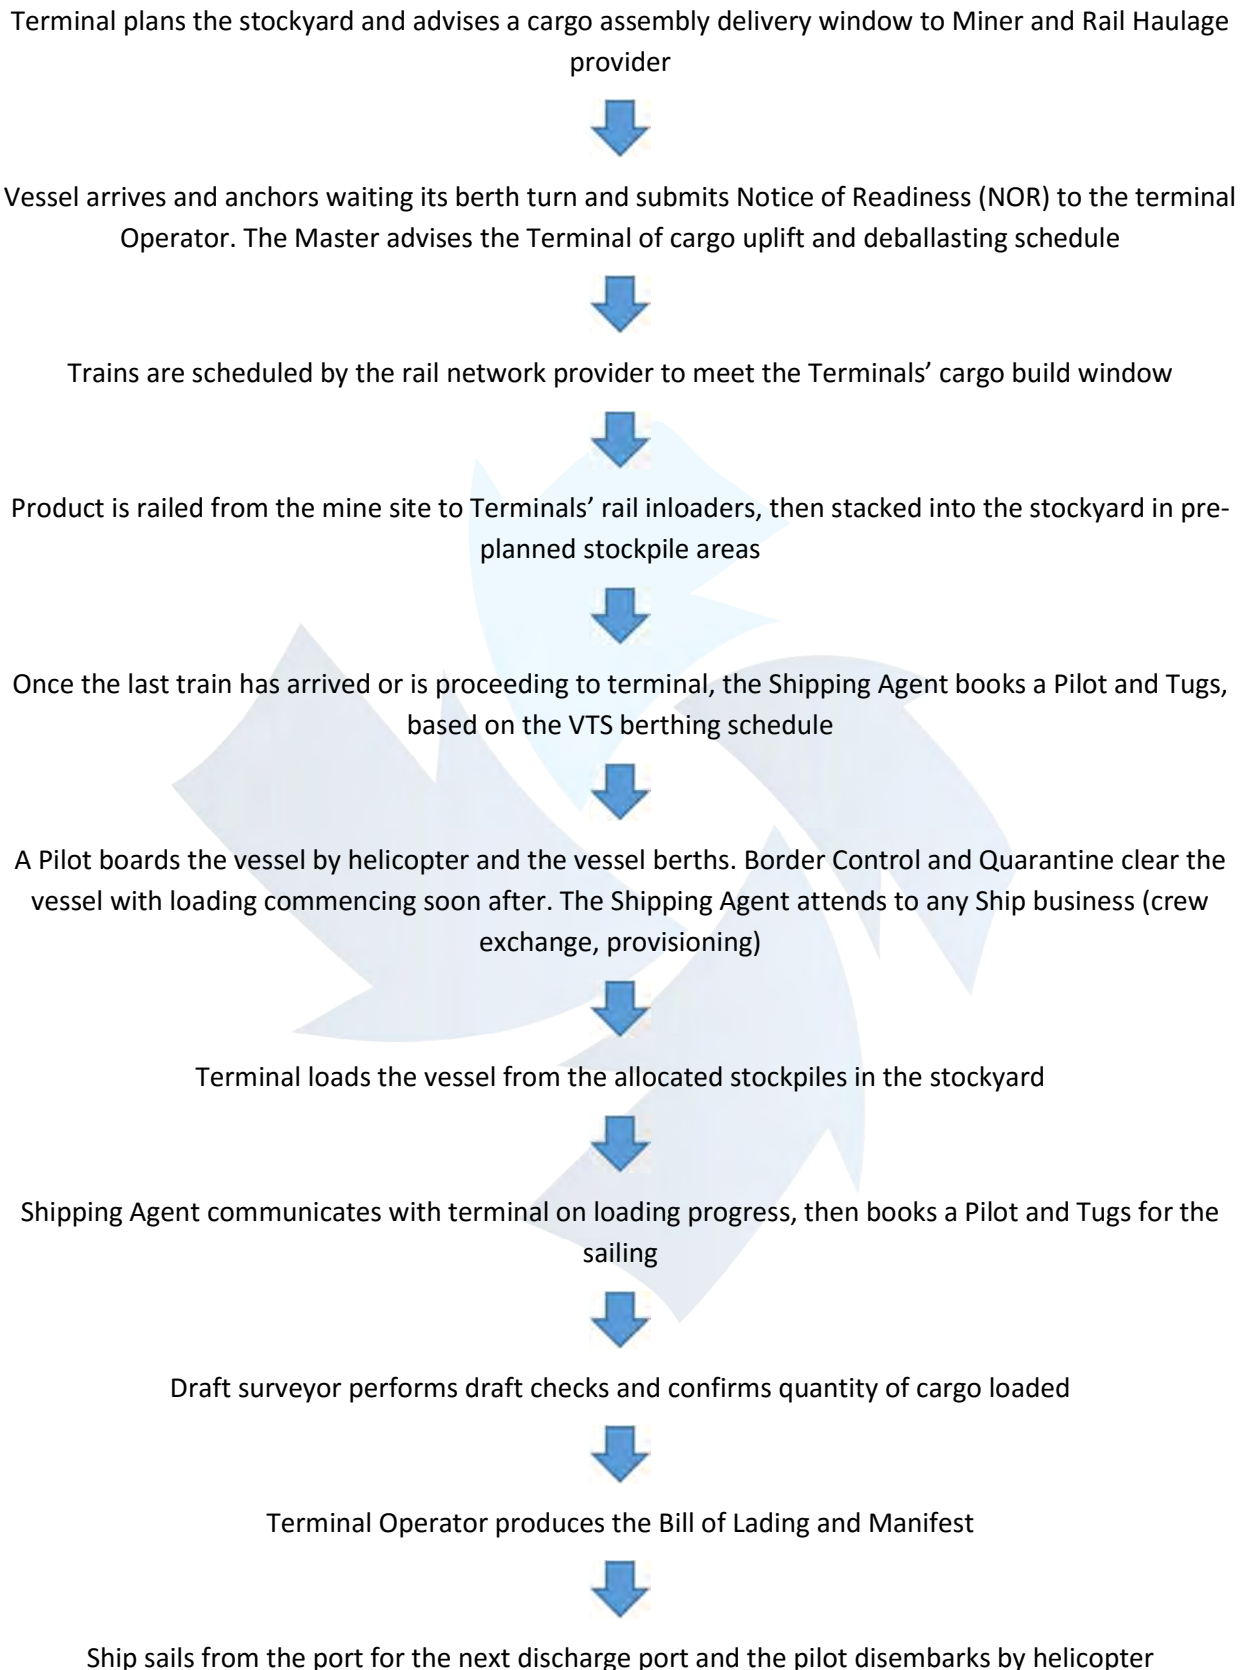 Terminal plans the stockyard and advises a cargo assembly delivery window to Miner and Rail Haulage
provider
Vessel arrives and anchors waiting its berth turn and submits Notice of Readiness (NOR) to the terminal
Operator. The Master advises the Terminal of cargo uplift and deballasting schedule
Trains are scheduled by the rail network provider to meet the Terminals’ cargo build window
Product is railed from the mine site to Terminals’ rail inloaders, then stacked into the stockyard in pre-
planned stockpile areas
Once the last train has arrived or is proceeding to terminal, the Shipping Agent books a Pilot and Tugs,
based on the VTS berthing schedule
A Pilot boards the vessel by helicopter and the vessel berths. Border Control and Quarantine clear the
vessel with loading commencing soon after. The Shipping Agent attends to any Ship business (crew
exchange, provisioning)
Terminal loads the vessel from the allocated stockpiles in the stockyard
Shipping Agent communicates with terminal on loading progress, then books a Pilot and Tugs for the
sailing
Draft surveyor performs draft checks and confirms quantity of cargo loaded
Terminal Operator produces the Bill of Lading and Manifest
Ship sails from the port for the next discharge port and the pilot disembarks by helicopter